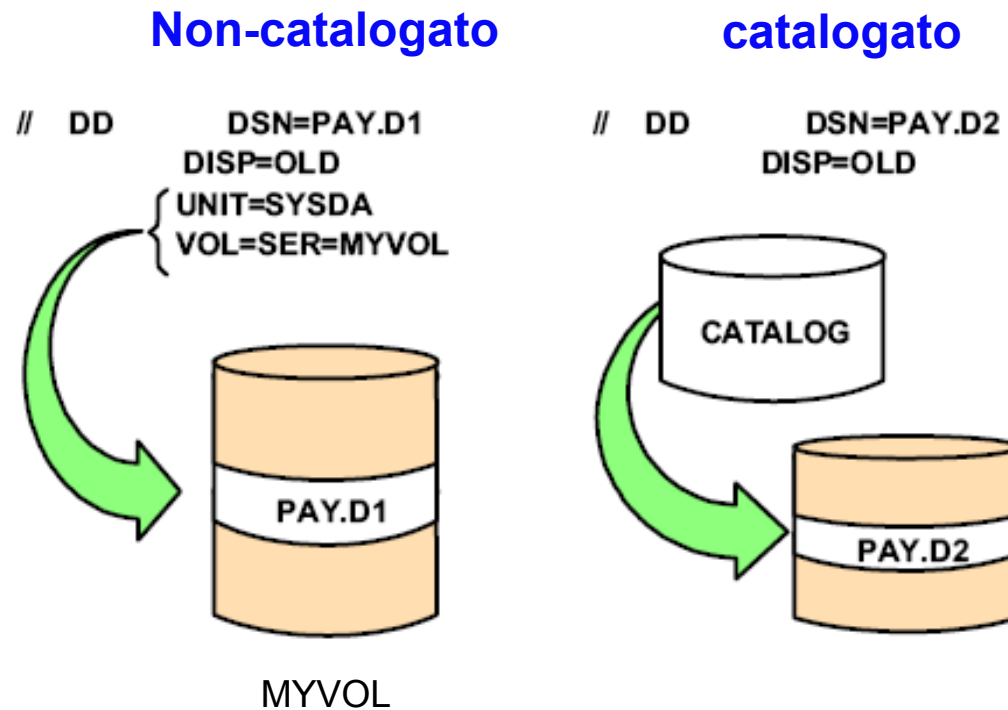 Non-catalogato
catalogato
// DD DSN=PAY.D1
DISP=OLD
UNIT=SYSDA
VOL=SER=MYVOL
PAY.D1
MYVOL
// DD DSN=PAY.D2
DISP=OLD
CATALOG
PAY.D2